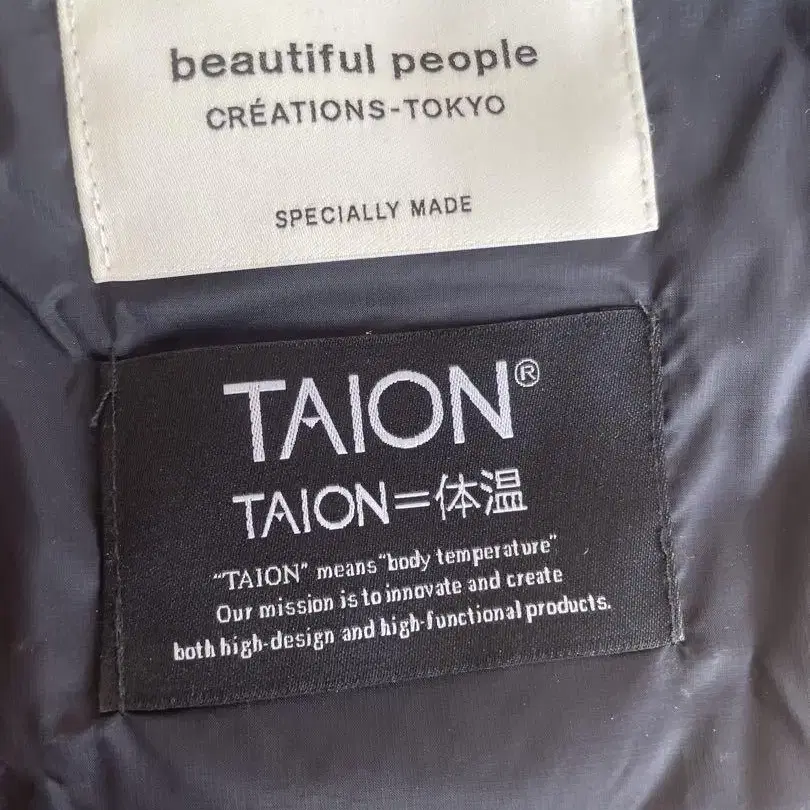 beautiful people
CRÉATIONS-TOKYO
SPECIALLY MADE
TAION®
TAION=体温
"TAION" means "body temperature"
Our mission is to innovate and create
both high-design and high-functional products.